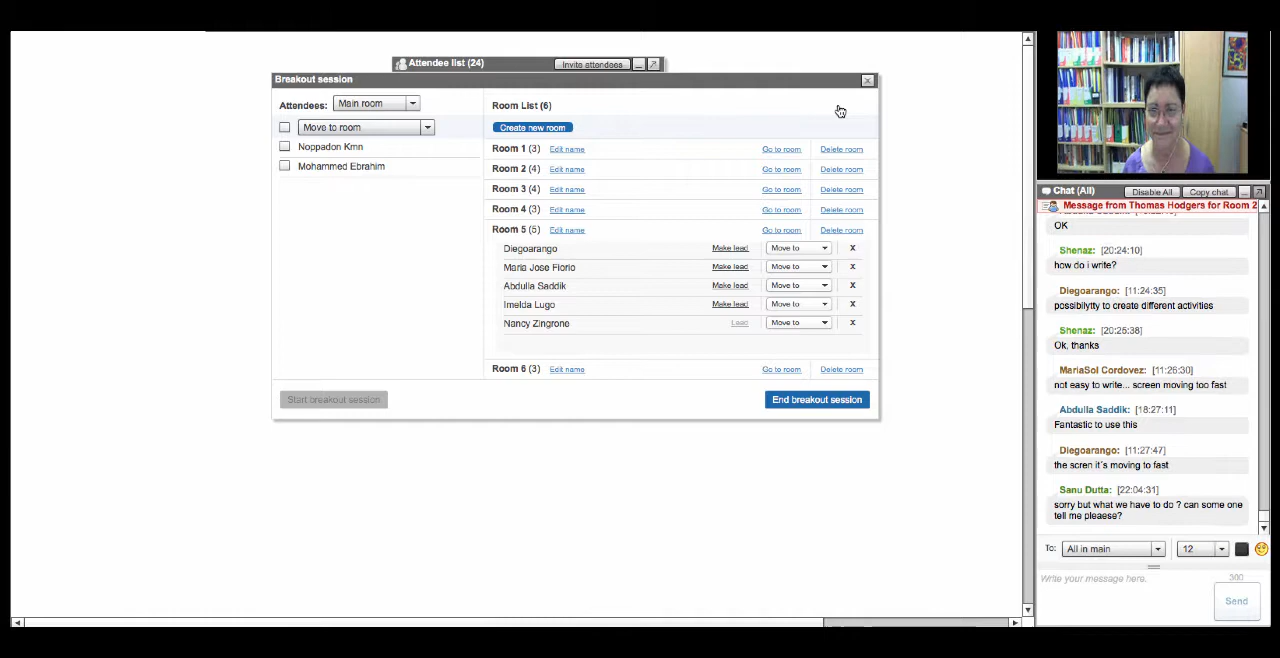 Attendee list (24)
Invite attendees
Breakout session
Attendees: Main room
Room List (6)
Move to room
Create new room
Noppadon Kmn
Mohammed Ebrahim
Room 1 (3) Edit name Go to room Delete room
Room 2 (4) Edit name Go to room Delete room
Room 3 (4) Edit name Go to room Delete room
Room 4 (3) Edit name Go to room Delete room
Room 5 (5) Edit name Go to room Delete room
Diegoarango Make lead Move to X
Maria Jose Fiorio Make lead Move to X
Abdulla Saddik Make lead Move to X
Imelda Lugo Make lead Move to X
Nancy Zingrone Lead Move to X
Room 6 (3) Edit name Go to room Delete room
Start breakout session
End breakout session
Chat (All) Disable All Copy chat
Message from Thomas Hodgers for Room 2
OK
Shenaz: [20:24:10]
how do i write?
Diegoarango: [11:24:35]
possibilytty to create different activities
Shenaz: [20:25:38]
Ok, thanks
MariaSol Cordovez: [11:26:30]
not easy to write... screen moving too fast
Abdulla Saddik: [18:27:11]
Fantastic to use this
Diegoarango: [11:27:47]
the scren it´s moving to fast
Sanu Dutta: [22:04:31]
sorry but what we have to do ? can some one
tell me pleaese?
To: All in main 12
Write your message here.
300
Send